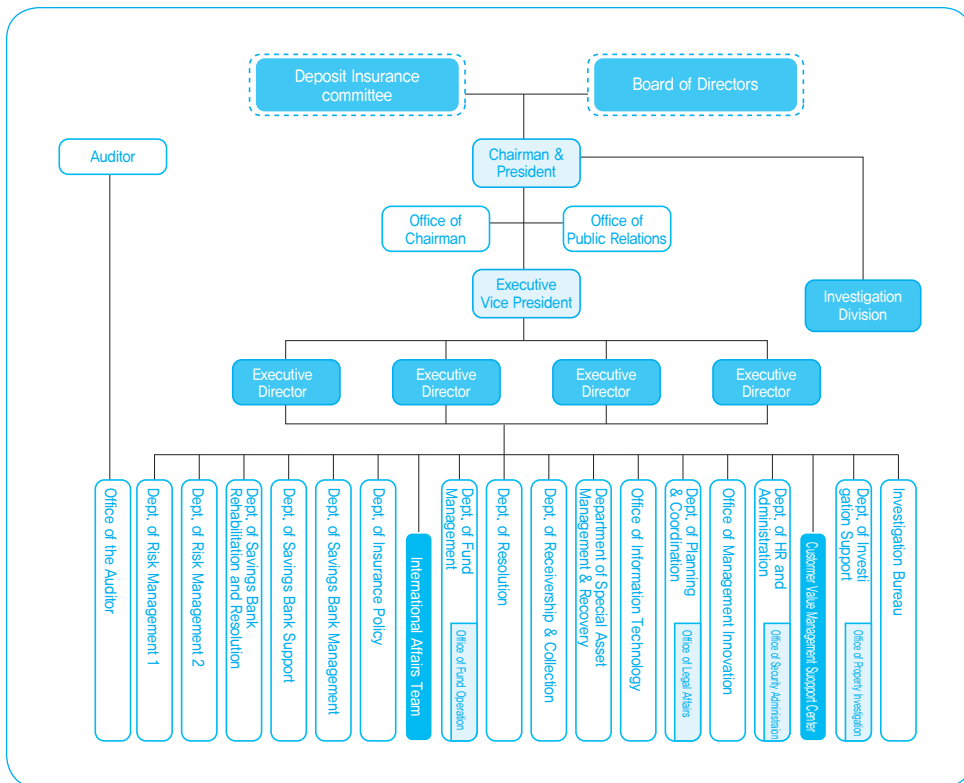 Deposit Insurance
committee
Board of Directors
Auditor
Chairman &
President
Office of
Chairman
Office of
Public Relations
Executive
Vice President
Investigation
Division
Executive
Director
Executive
Director
Executive
Director
Executive
Director
Office of the Auditor
Dept. of Risk Management 1
Dept. of Risk Management 2
Dept. of Savings Bank
Rehabilitation and Resolution
Dept. of Savings Bank Support
Dept. of Savings Bank Management
Dept. of Insurance Policy
International Affairs Team
Dept. of Fund
Management
Office of Fund Operation
Dept. of Resolution
Dept. of Receivership & Collection
Department of Special Asset
Management & Recovery
Office of Information Technology
Dept. of Planning
& Coordination
Office of Legal Affairs
Office of Management Innovation
Dept. of HR and
Administration
Office of Security Administraion
Customer Value Management Suopport Center
Dept. of Investi
gation Support
Office of Property Investigation
Investigation Bureau